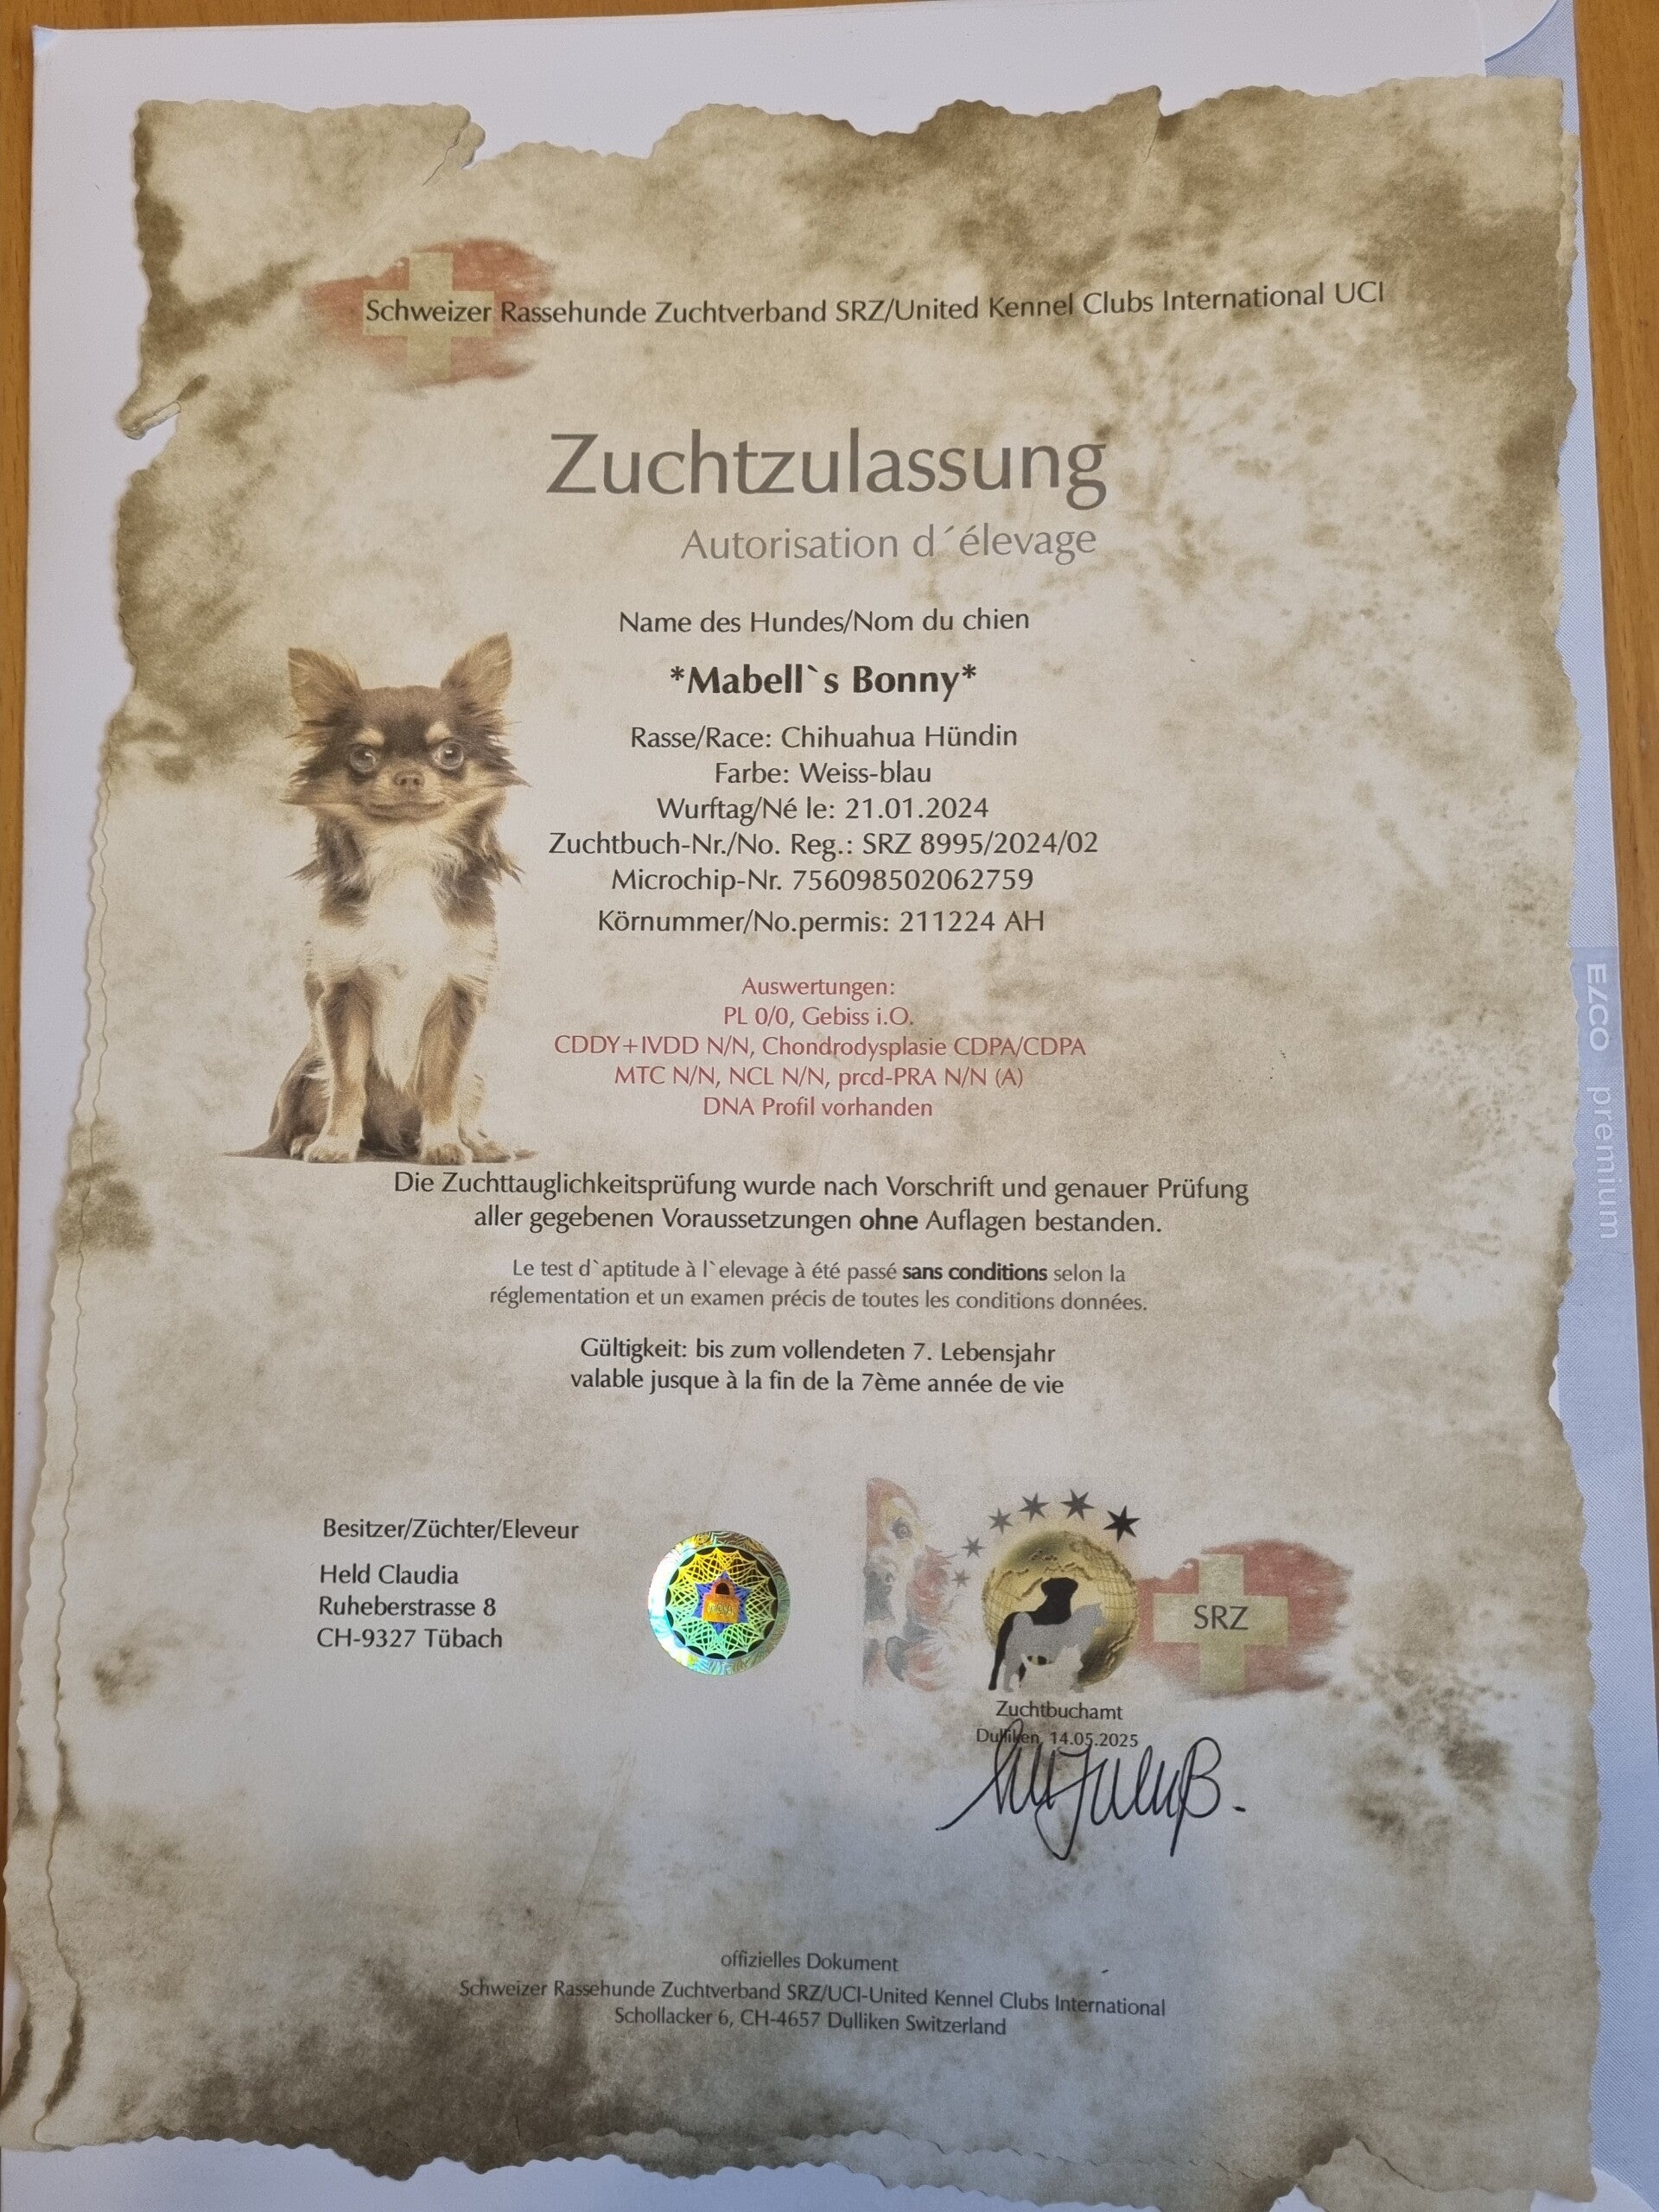 Schweizer Rassehunde Zuchtverband SRZ/United Kennel Clubs International UCI
Zuchtzulassung
Autorisation d´élevage
Name des Hundes/Nom du chien
*Mabell`s Bonny*
Rasse/Race: Chihuahua Hündin
Farbe: Weiss-blau
Wurftag/Né le: 21.01.2024
Zuchtbuch-Nr./No. Reg.: SRZ 8995/2024/02
Microchip-Nr. 756098502062759
Körnummer/No.permis: 211224 AH
Auswertungen:
PL 0/0, Gebiss i.O.
CDDY+IVDD N/N, Chondrodysplasie CDPA/CDPA
MTC N/N, NCL N/N, prcd-PRA N/N (A)
DNA Profil vorhanden
Die Zuchttauglichkeitsprüfung wurde nach Vorschrift und genauer Prüfung
aller gegebenen Voraussetzungen ohne Auflagen bestanden.
Le test d`aptitude à l`elevage à été passé sans conditions selon la
réglementation et un examen précis de toutes les conditions données.
Gültigkeit: bis zum vollendeten 7. Lebensjahr
valable jusque à la fin de la 7ème année de vie
Besitzer/Züchter/Eleveur
Held Claudia
Ruheberstrasse 8
CH-9327 Tübach
SRZ
Zuchtbuchamt
Dulliken, 14.05.2025
offizielles Dokument
Schweizer Rassehunde Zuchtverband SRZ/UCI-United Kennel Clubs International
Schollacker 6, CH-4657 Dulliken Switzerland
ELCO premium